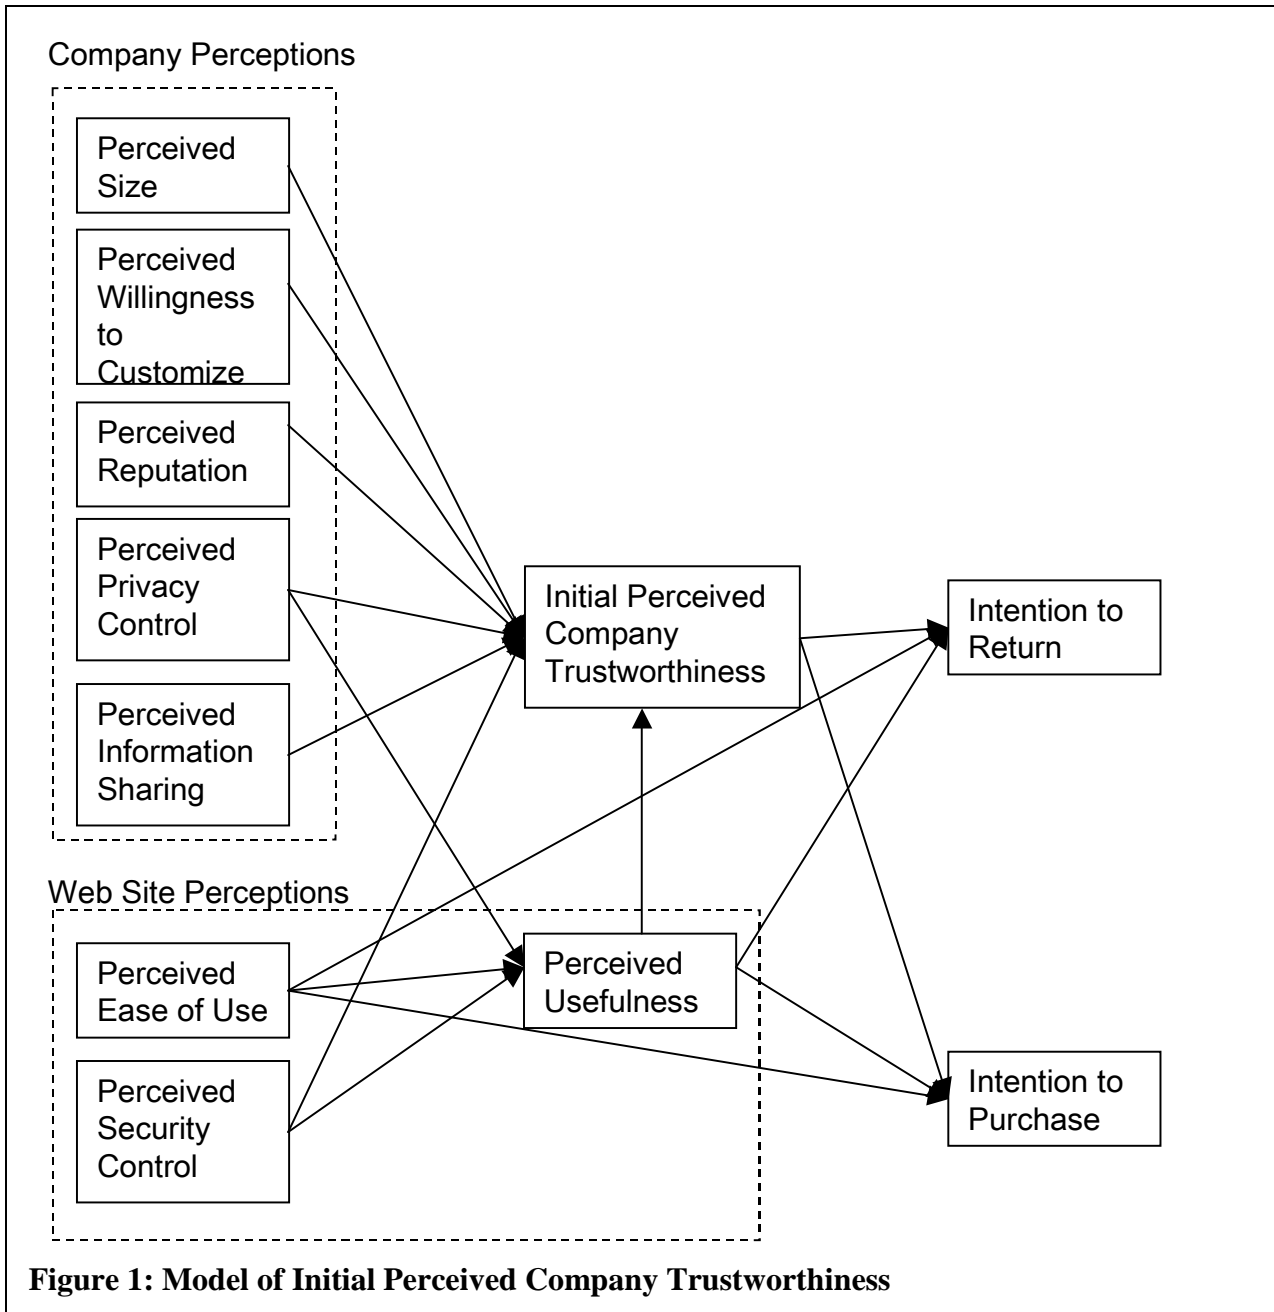 Company Perceptions
Perceived
Size
Perceived
Willingness
to
Customize
Perceived
Reputation
Perceived
Privacy
Control
Perceived
Information
Sharing
Initial Perceived
Company
Trustworthiness
Intention to
Return
Web Site Perceptions
Perceived
Ease of Use
Perceived
Security
Control
Perceived
Usefulness
Intention to
Purchase
Figure 1: Model of Initial Perceived Company Trustworthiness